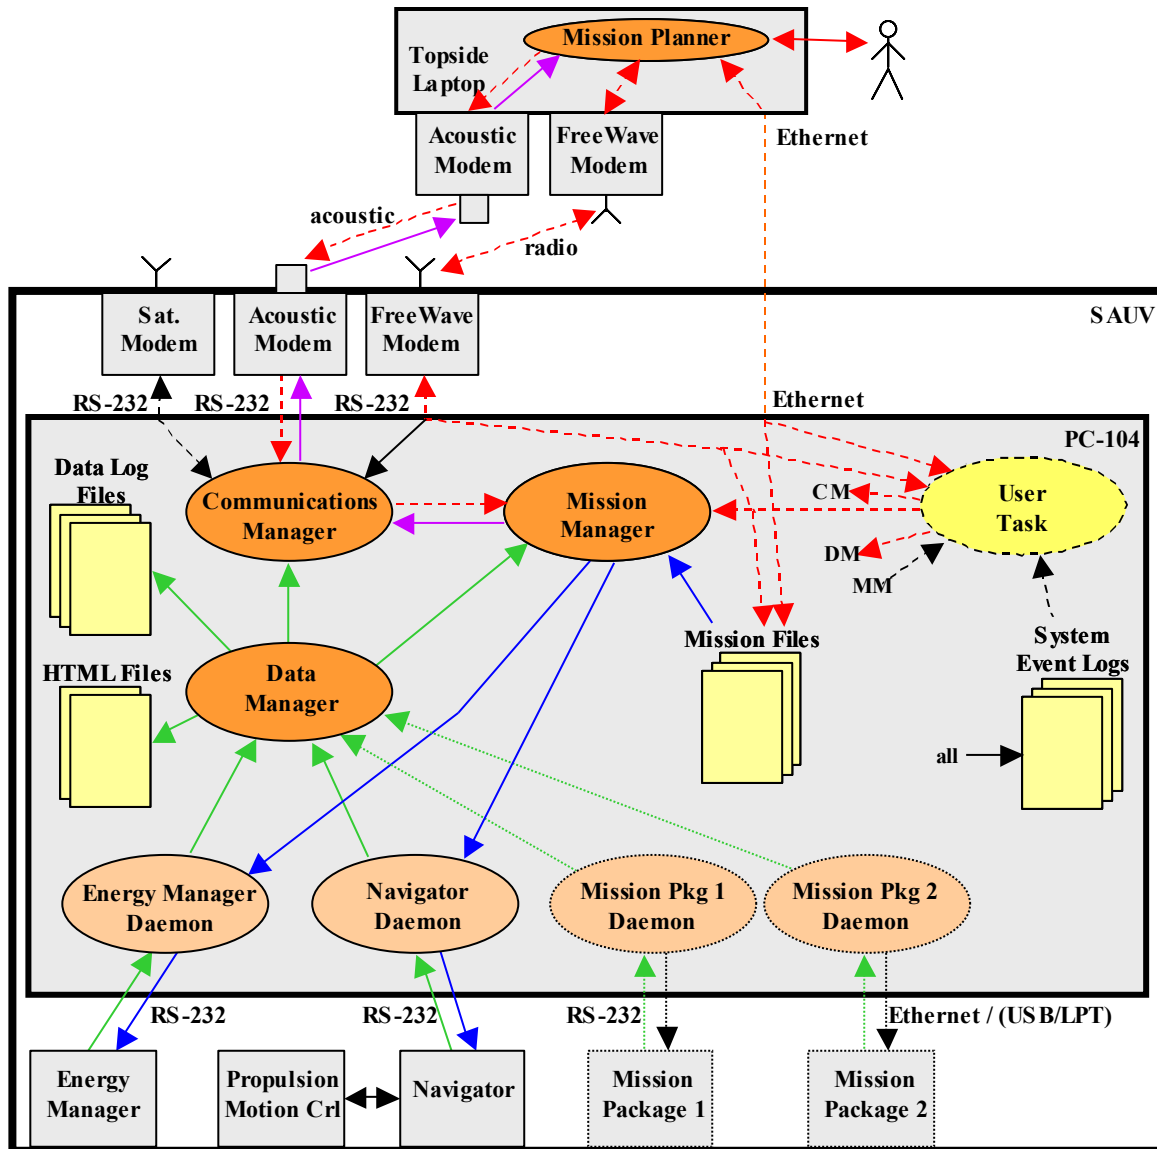 Mission Planner
Topside
Laptop
Acoustic
Modem
FreeWave
Modem
Ethernet
acoustic
radio
SAUV
Sat.
Modem
Acoustic
Modem
FreeWave
Modem
RS-232
RS-232
RS-232
Ethernet
PC-104
Data Log
Files
Communications
Manager
Mission
Manager
CM
User
Task
DM
MM
Mission Files
System
Event Logs
HTML Files
Data
Manager
all
Energy Manager
Daemon
Navigator
Daemon
Mission Pkg 1
Daemon
Mission Pkg 2
Daemon
RS-232
RS-232
RS-232
Ethernet / (USB/LPT)
Energy
Manager
Propulsion
Motion Crl
Navigator
Mission
Package 1
Mission
Package 2